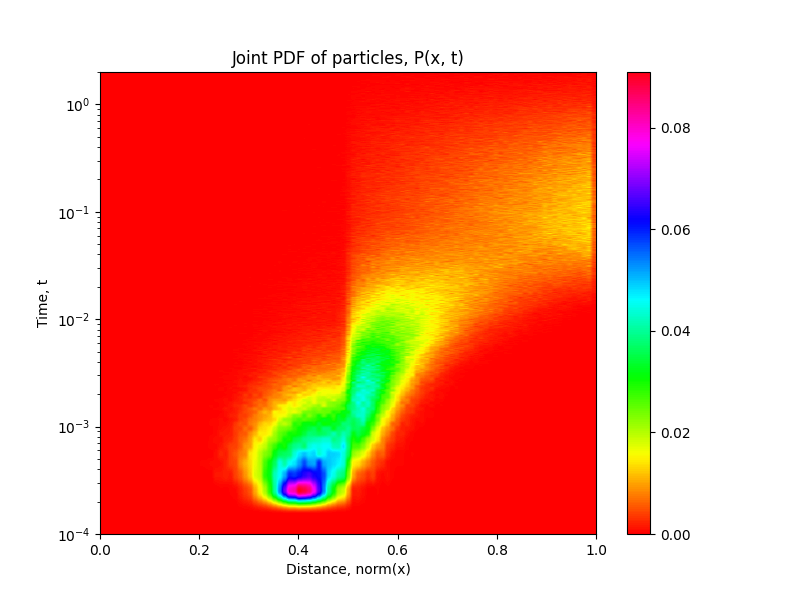 Joint PDF of particles, P(x, t)
10⁰
10⁻¹
10⁻²
10⁻³
10⁻⁴
Time, t
0.0 0.2 0.4 0.6 0.8 1.0
Distance, norm(x)
0.08
0.06
0.04
0.02
0.00